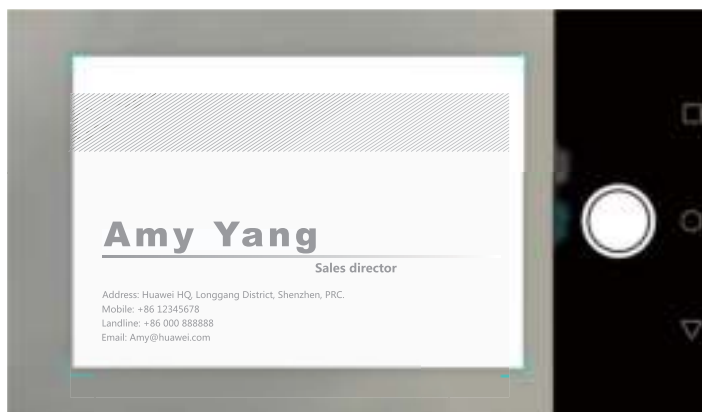 Amy Yang
Sales director
Address: Huawei HQ, Longgang District, Shenzhen, PRC.
Mobile: +86 12345678
Landline: +86 000 888888
Email: Amy@huawei.com